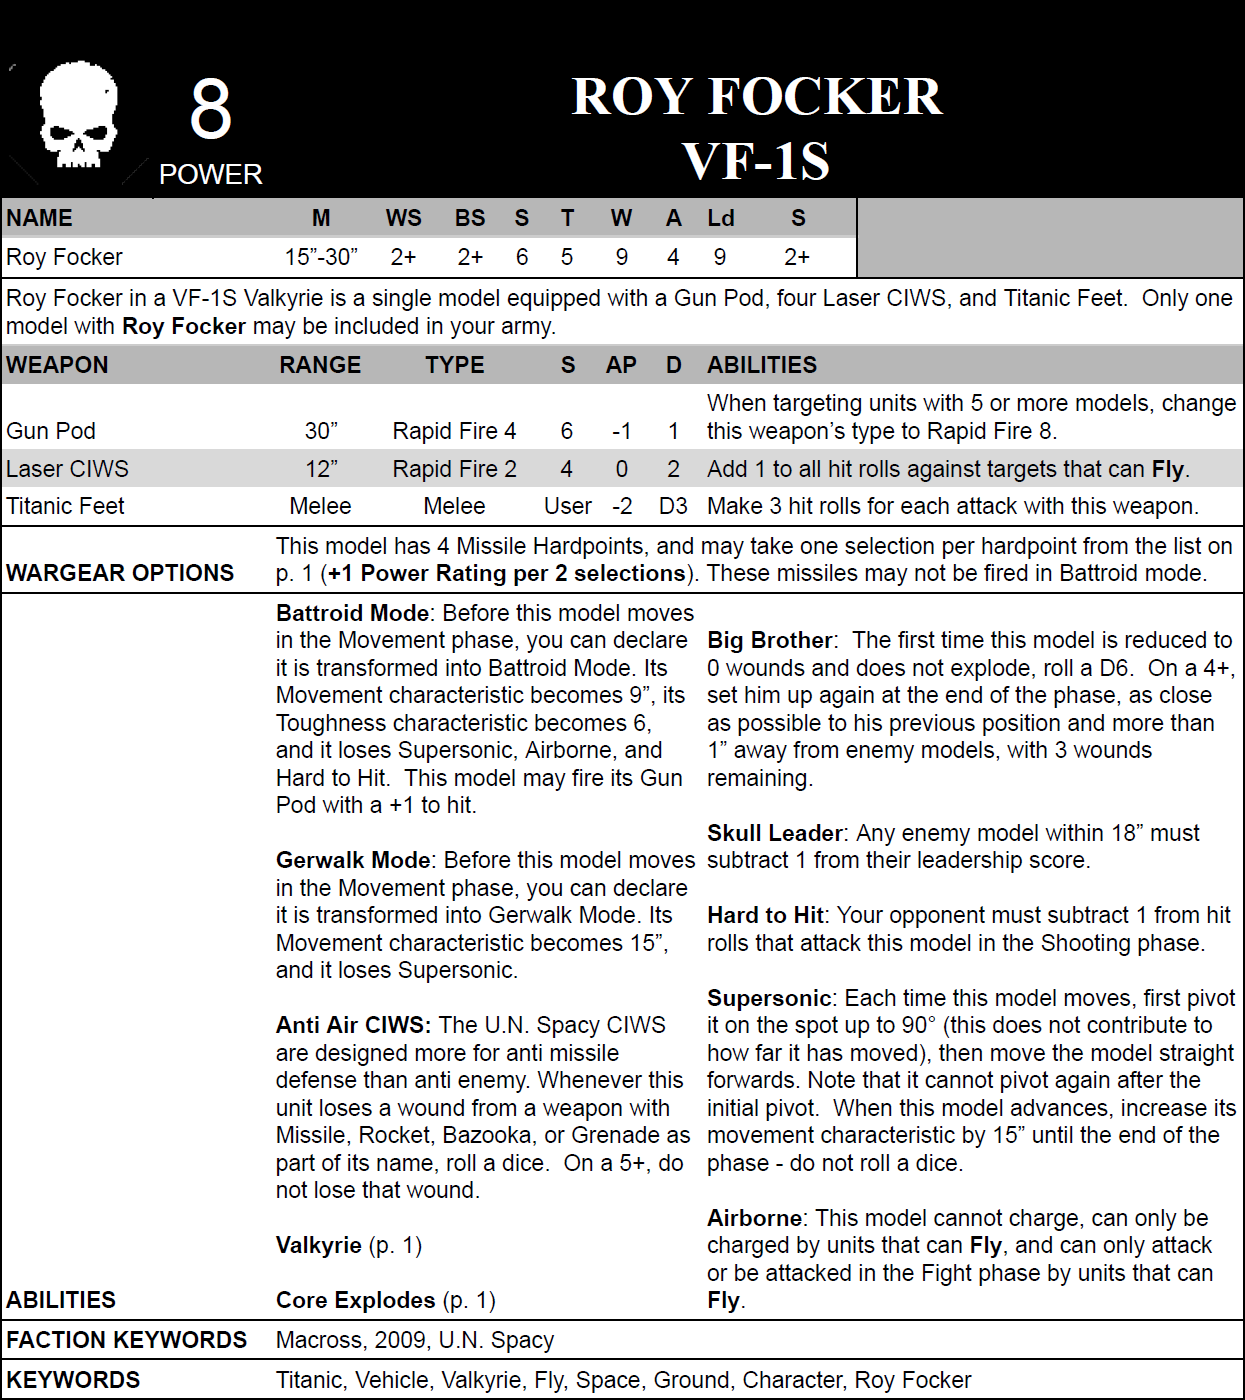 8
POWER
ROY FOCKER
VF-1S
NAME M WS BS S T W A Ld S
Roy Focker 15”-30” 2+ 2+ 6 5 9 4 9 2+
Roy Focker in a VF-1S Valkyrie is a single model equipped with a Gun Pod, four Laser CIWS, and Titanic Feet. Only one
model with Roy Focker may be included in your army.
WEAPON RANGE TYPE S AP D ABILITIES
When targeting units with 5 or more models, change
Gun Pod 30” Rapid Fire 4 6 -1 1 this weapon’s type to Rapid Fire 8.
Laser CIWS 12” Rapid Fire 2 4 0 2 Add 1 to all hit rolls against targets that can Fly.
Titanic Feet Melee Melee User -2 D3 Make 3 hit rolls for each attack with this weapon.
This model has 4 Missile Hardpoints, and may take one selection per hardpoint from the list on
WARGEAR OPTIONS p. 1 (+1 Power Rating per 2 selections). These missiles may not be fired in Battroid mode.
Battroid Mode: Before this model moves
in the Movement phase, you can declare
it is transformed into Battroid Mode. Its
Movement characteristic becomes 9”, its
Toughness characteristic becomes 6,
and it loses Supersonic, Airborne, and
Hard to Hit. This model may fire its Gun
Pod with a +1 to hit.
Gerwalk Mode: Before this model moves
in the Movement phase, you can declare
it is transformed into Gerwalk Mode. Its
Movement characteristic becomes 15”,
and it loses Supersonic.
Anti Air CIWS: The U.N. Spacy CIWS
are designed more for anti missile
defense than anti enemy. Whenever this
unit loses a wound from a weapon with
Missile, Rocket, Bazooka, or Grenade as
part of its name, roll a dice. On a 5+, do
not lose that wound.
Valkyrie (p. 1)
Core Explodes (p. 1)
Big Brother: The first time this model is reduced to
0 wounds and does not explode, roll a D6. On a 4+,
set him up again at the end of the phase, as close
as possible to his previous position and more than
1” away from enemy models, with 3 wounds
remaining.
Skull Leader: Any enemy model within 18” must
subtract 1 from their leadership score.
Hard to Hit: Your opponent must subtract 1 from hit
rolls that attack this model in the Shooting phase.
Supersonic: Each time this model moves, first pivot
it on the spot up to 90° (this does not contribute to
how far it has moved), then move the model straight
forwards. Note that it cannot pivot again after the
initial pivot. When this model advances, increase its
movement characteristic by 15” until the end of the
phase - do not roll a dice.
Airborne: This model cannot charge, can only be
charged by units that can Fly, and can only attack
or be attacked in the Fight phase by units that can
Fly.
ABILITIES
FACTION KEYWORDS Macross, 2009, U.N. Spacy
KEYWORDS Titanic, Vehicle, Valkyrie, Fly, Space, Ground, Character, Roy Focker